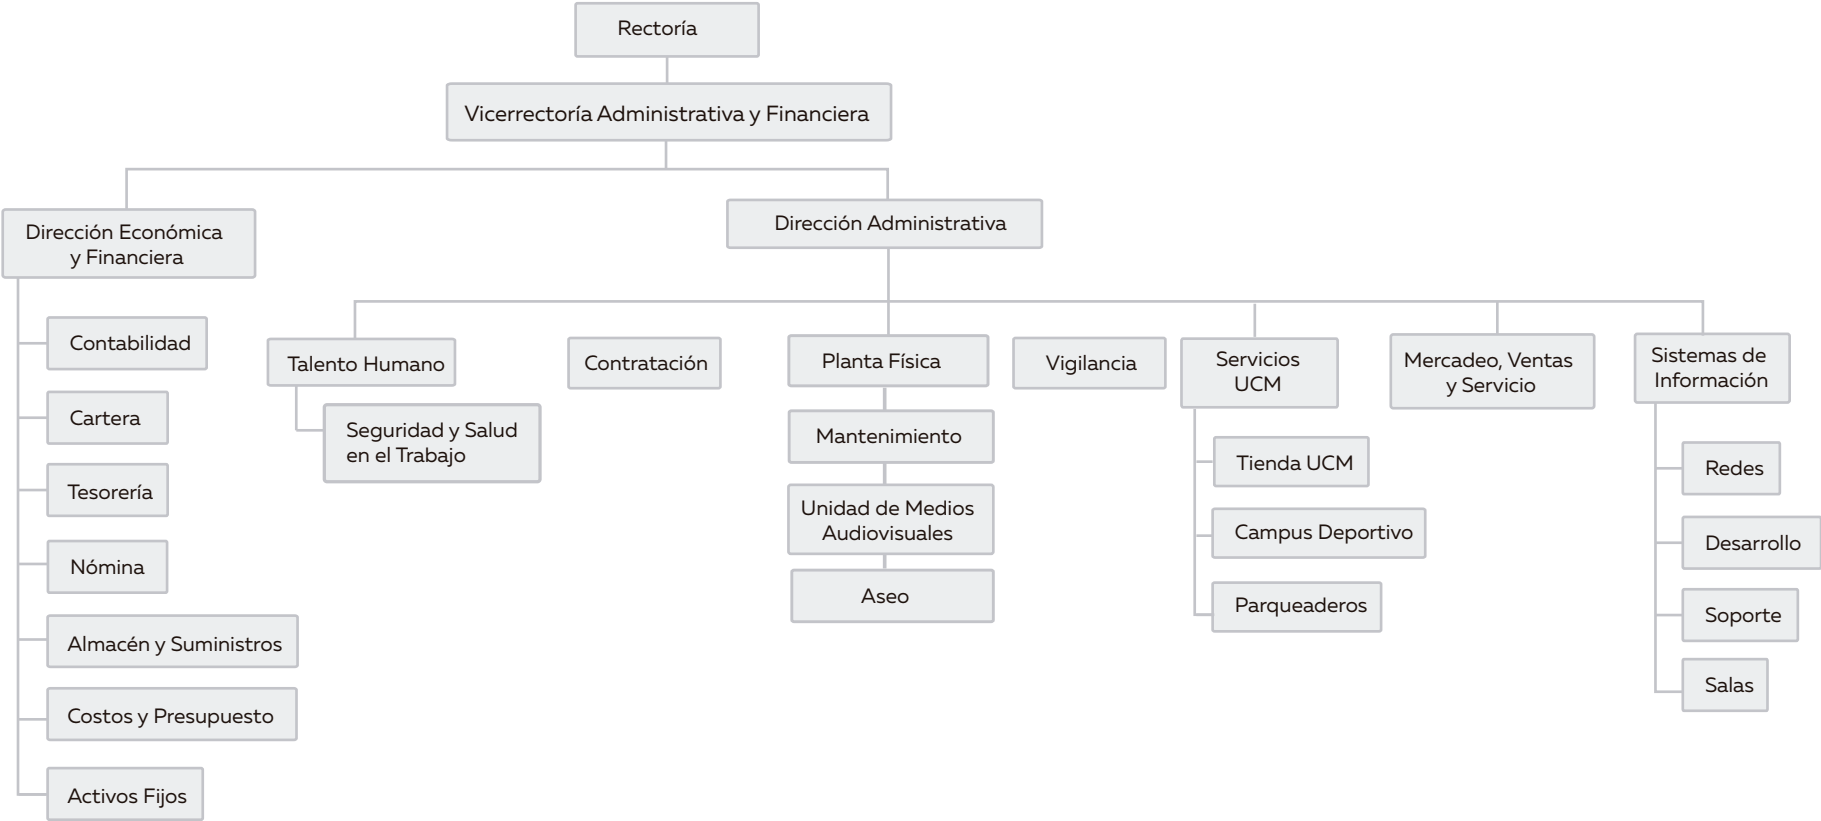 Rectoría
Vicerrectoría Administrativa y Financiera
Dirección Económica
y Financiera
Contabilidad
Cartera
Tesorería
Nómina
Almacén y Suministros
Costos y Presupuesto
Activos Fijos
Dirección Administrativa
Talento Humano
Seguridad y Salud
en el Trabajo
Contratación
Planta Física
Mantenimiento
Unidad de Medios
Audiovisuales
Aseo
Vigilancia
Servicios
UCM
Tienda UCM
Campus Deportivo
Parqueaderos
Mercadeo, Ventas
y Servicio
Sistemas de
Información
Redes
Desarrollo
Soporte
Salas